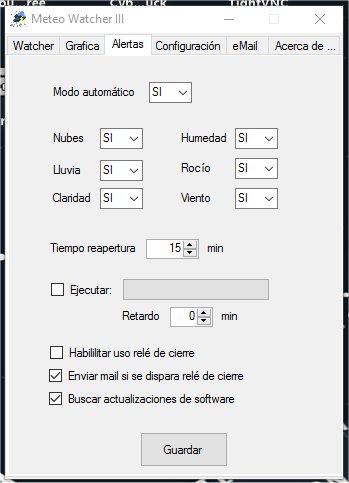 Meteo Watcher III
Watcher Grafica Alertas Configuración eMail Acerca de ...
Modo automático SI
Nubes SI Humedad SI
Lluvia SI Rocío SI
Claridad SI Viento SI
Tiempo reapertura 15 min
Ejecutar:
Retardo 0 min
Habililitar uso relé de cierre
Enviar mail si se dispara relé de cierre
Buscar actualizaciones de software
Guardar